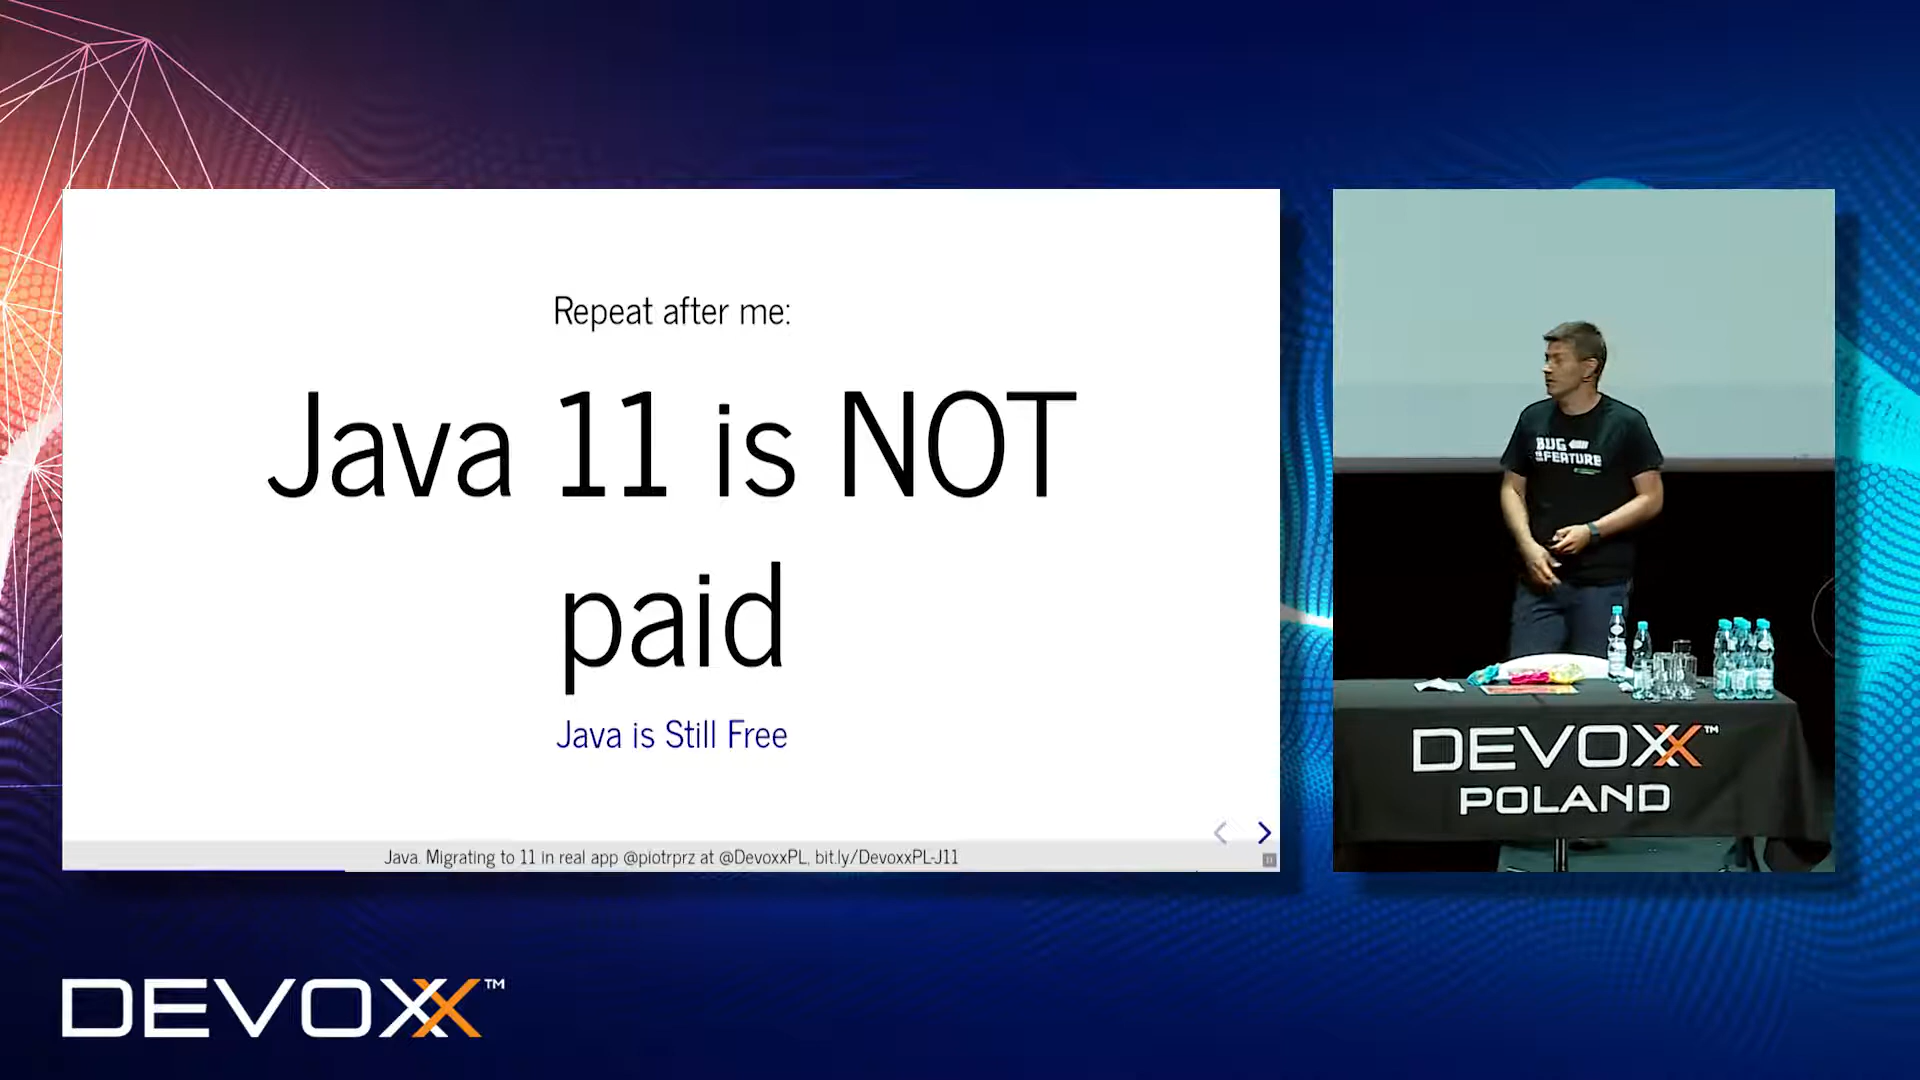 Repeat after me:
Java 11 is NOT
paid
Java is Still Free
Java. Migrating to 11 in real app @piotrprz at @DevoxxPL, bit.ly/DevoxxPL-J11
BUG
FEATURE
DEVOXX™
POLAND
DEVOXX™